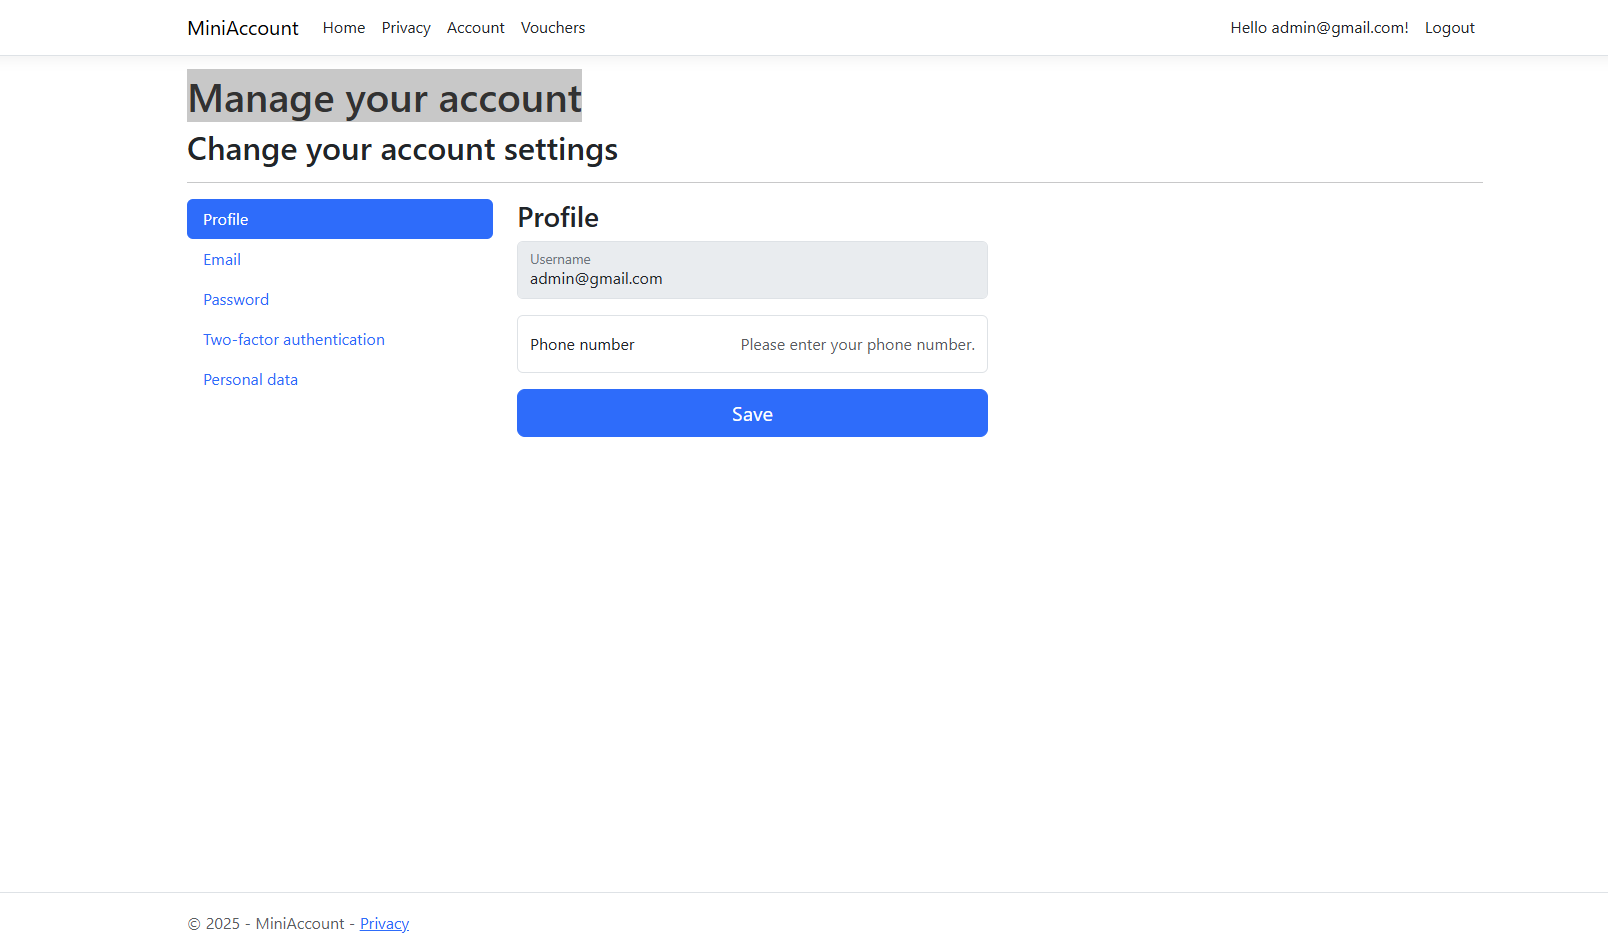 MiniAccount Home Privacy Account Vouchers Hello admin@gmail.com! Logout
Manage your account
Change your account settings
Profile
Email
Password
Two-factor authentication
Personal data
Profile
Username
admin@gmail.com
Phone number Please enter your phone number.
Save
© 2025 - MiniAccount - Privacy